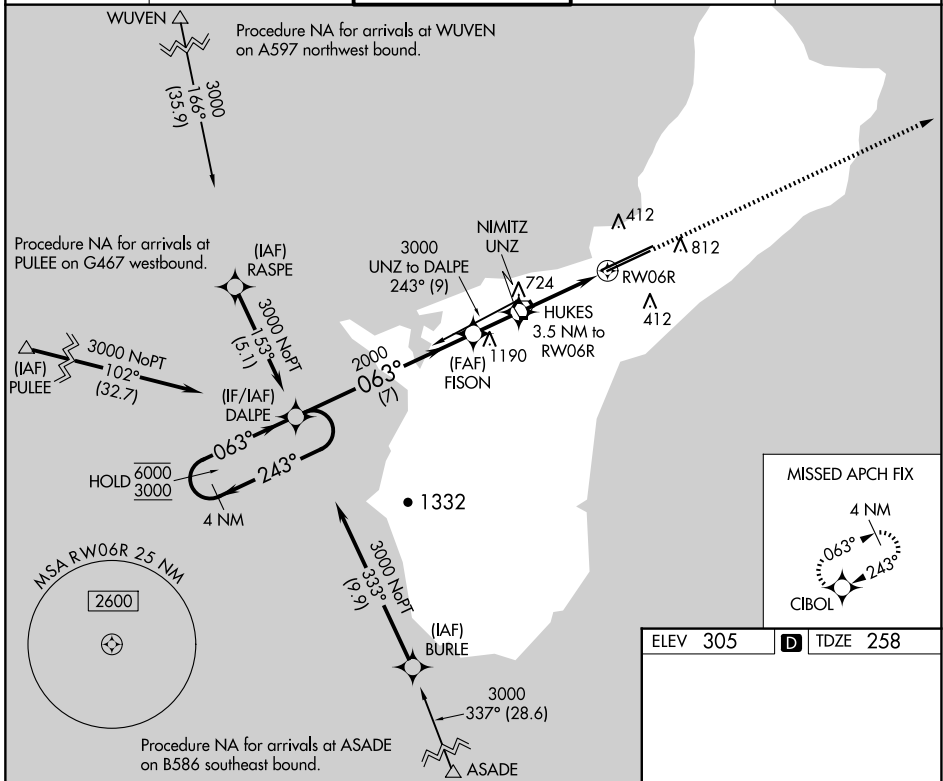 WUVEN
Procedure NA for arrivals at WUVEN
on A597 northwest bound.
3000
166°
(35.9)
Procedure NA for arrivals at
PULEE on G467 westbound.
(IAF)
RASPE
3000 NoPT
153°
(5.1)
3000
UNZ to DALPE
243° (9)
NIMITZ
UNZ
412
812
724
RW06R
412
HUKES
3.5 NM to
RW06R
1190
(FAF)
FISON
2000
063°
(7)
(IAF)
PULEE
3000 NoPT
102°
(32.7)
(IF/IAF)
DALPE
063°
243°
HOLD 6000
3000
4 NM
1332
MSA RW06R 25 NM
2600
3000 NoPT
333°
(9.9)
(IAF)
BURLE
3000
337° (28.6)
ASADE
Procedure NA for arrivals at ASADE
on B586 southeast bound.
MISSED APCH FIX
4 NM
063°
243°
CIBOL
ELEV 305 D TDZE 258